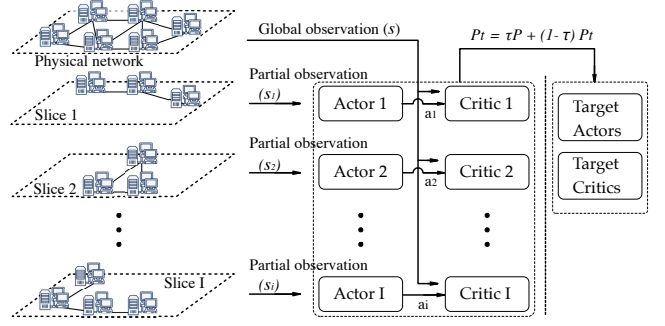 Global observation (s)
Pt = τP + (1- τ) Pt
Physical network
Partial observation
(s1)
Slice 1
Actor 1
a1
Critic 1
Target
Actors
Partial observation
(s2)
Slice 2
Actor 2
a2
Critic 2
Target
Critics
Partial observation
(si)
Slice I
Actor I
ai
Critic I